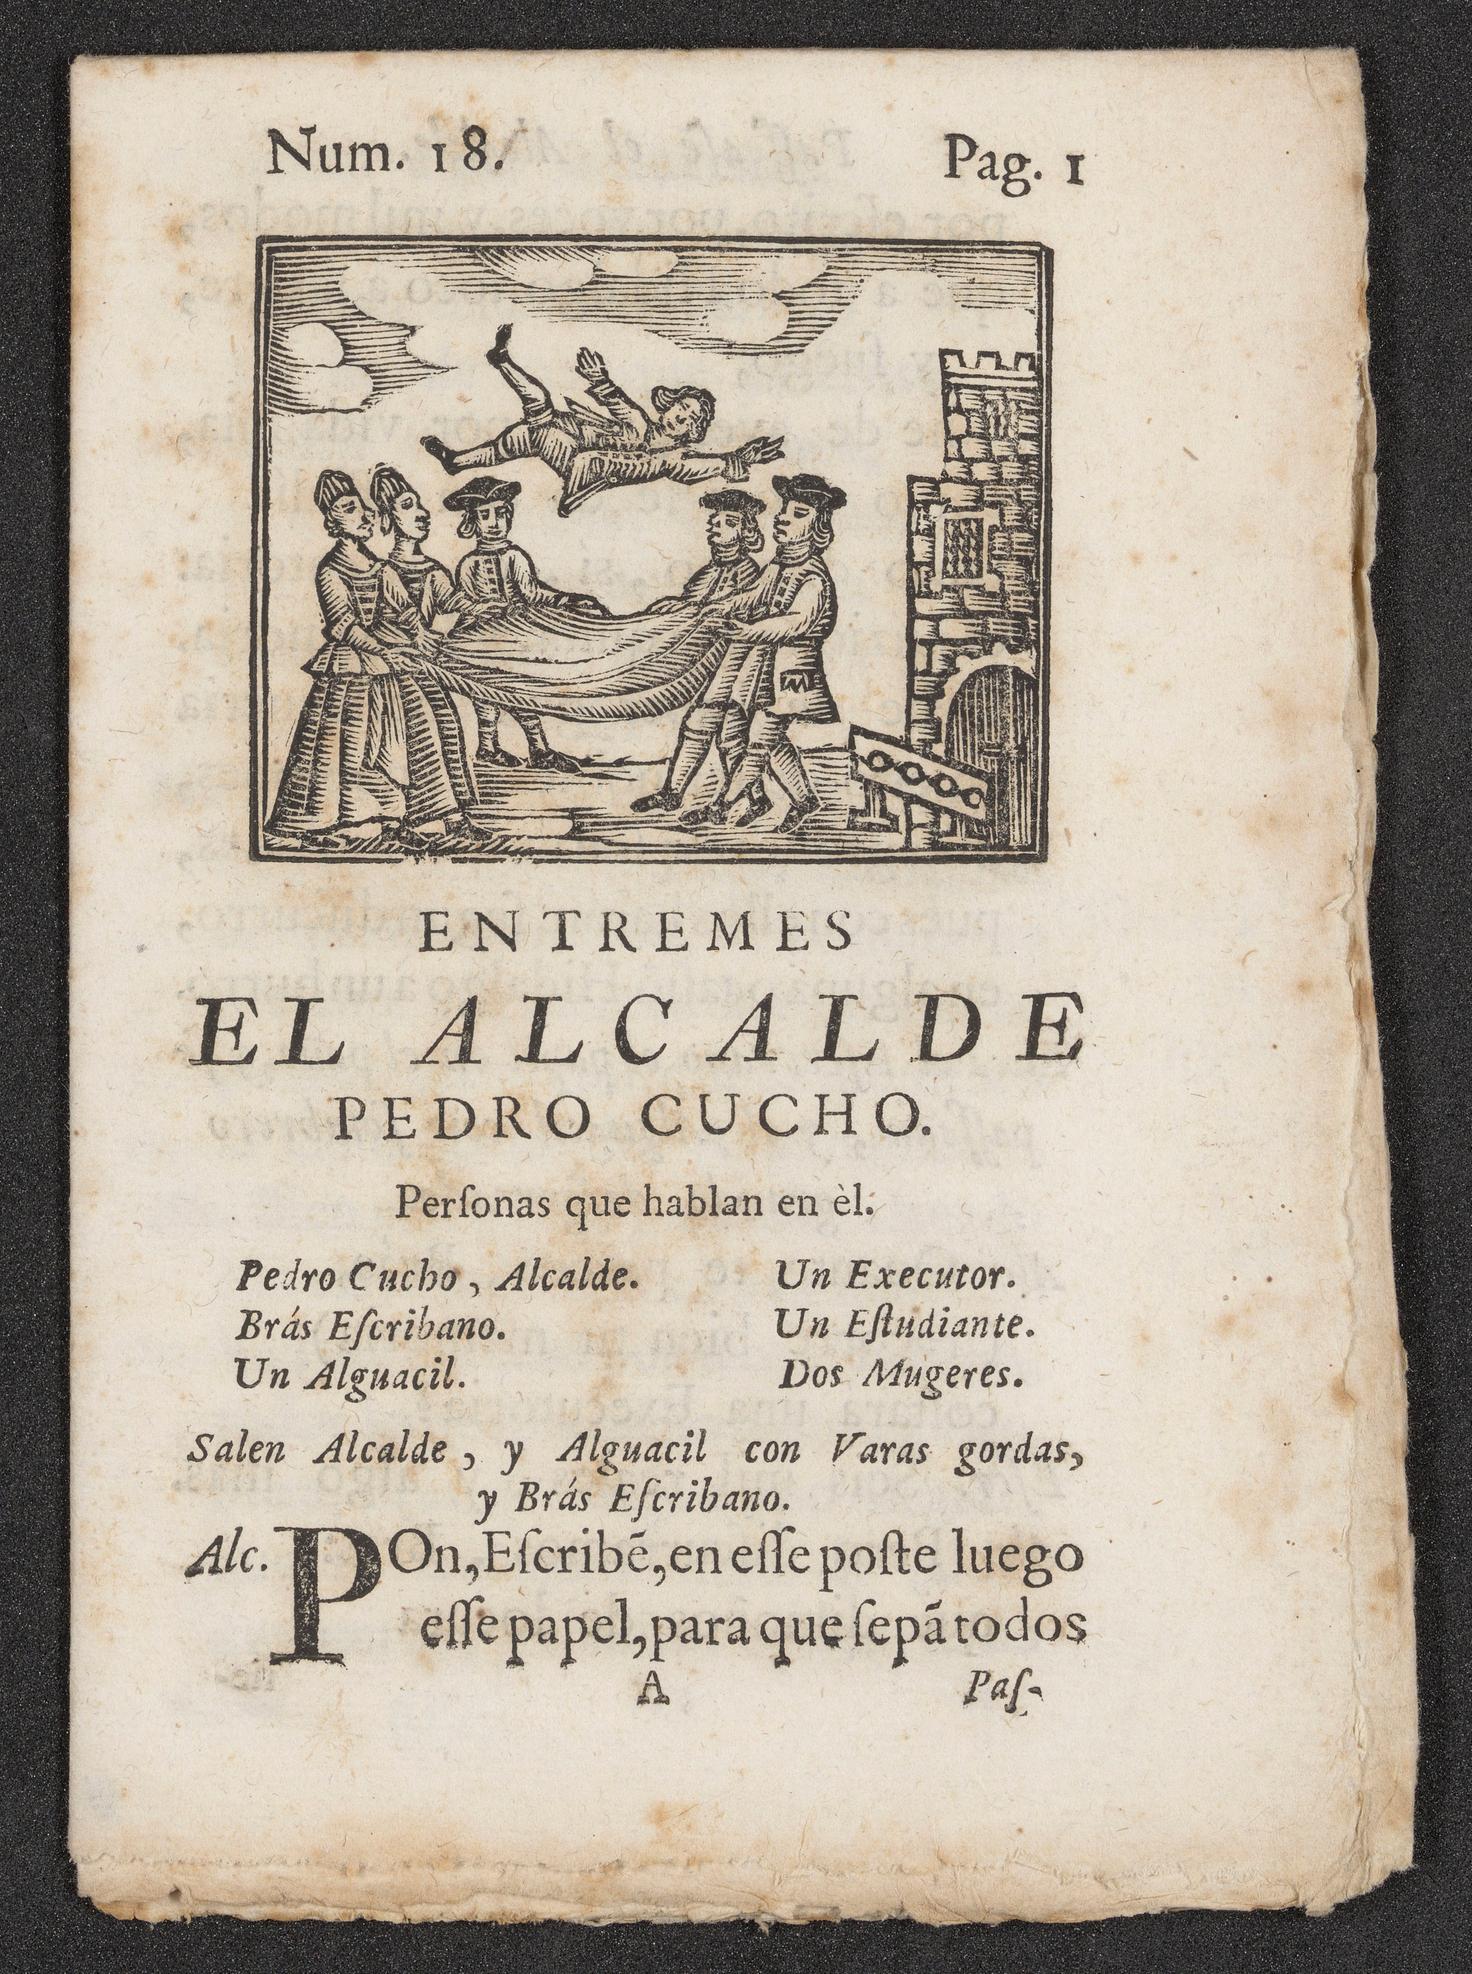 Num. 18. Pag. 1
ENTREMES
EL ALCALDE
PEDRO CUCHO.
Perſonas que hablan en èl.
Pedro Cucho, Alcalde. Un Executor.
Brás Eſcribano. Un Eſtudiante.
Un Alguacil. Dos Mugeres.
Salen Alcalde, y Alguacil con Varas gordas,
y Brás Eſcribano.
Alc. POn, Eſcribẽ, en eſſe poſte luego
eſſe papel, para que ſepã todos
A Paſ-